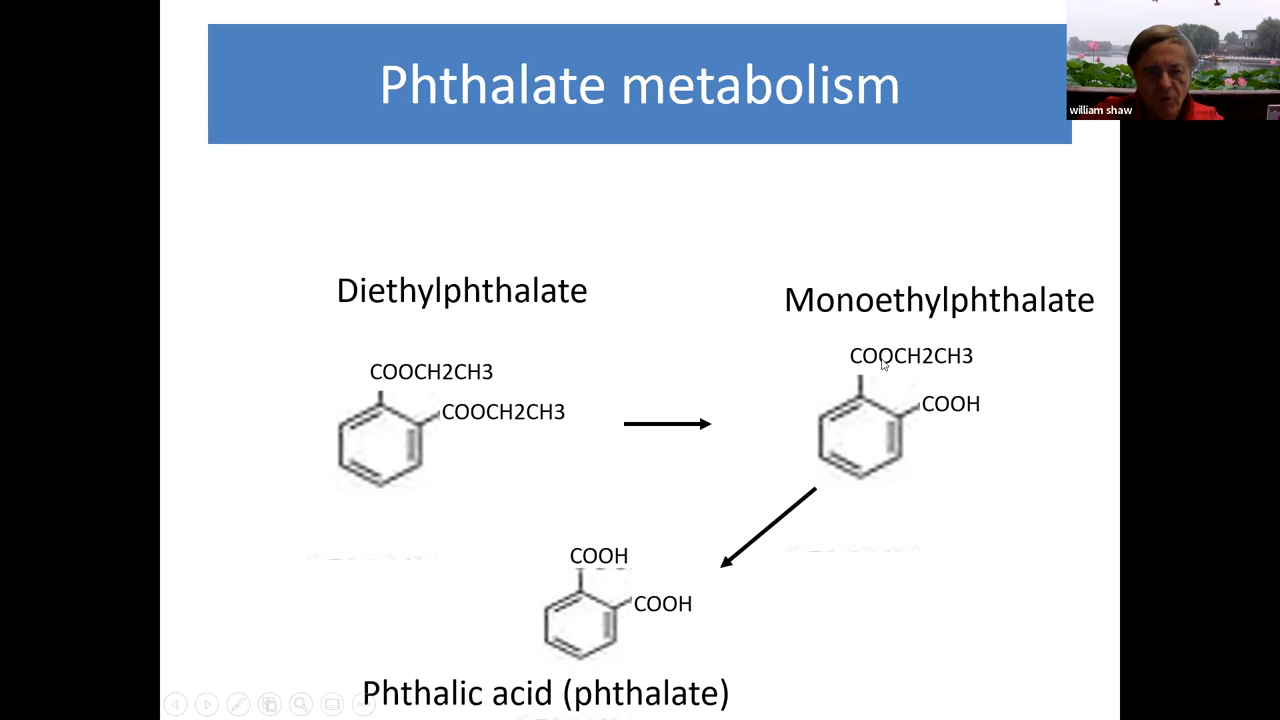 Phthalate metabolism
william shaw
Diethylphthalate
Monoethylphthalate
COOCH2CH3
COOCH2CH3
COOCH2CH3
COOH
COOH
COOH
Phthalic acid (phthalate)